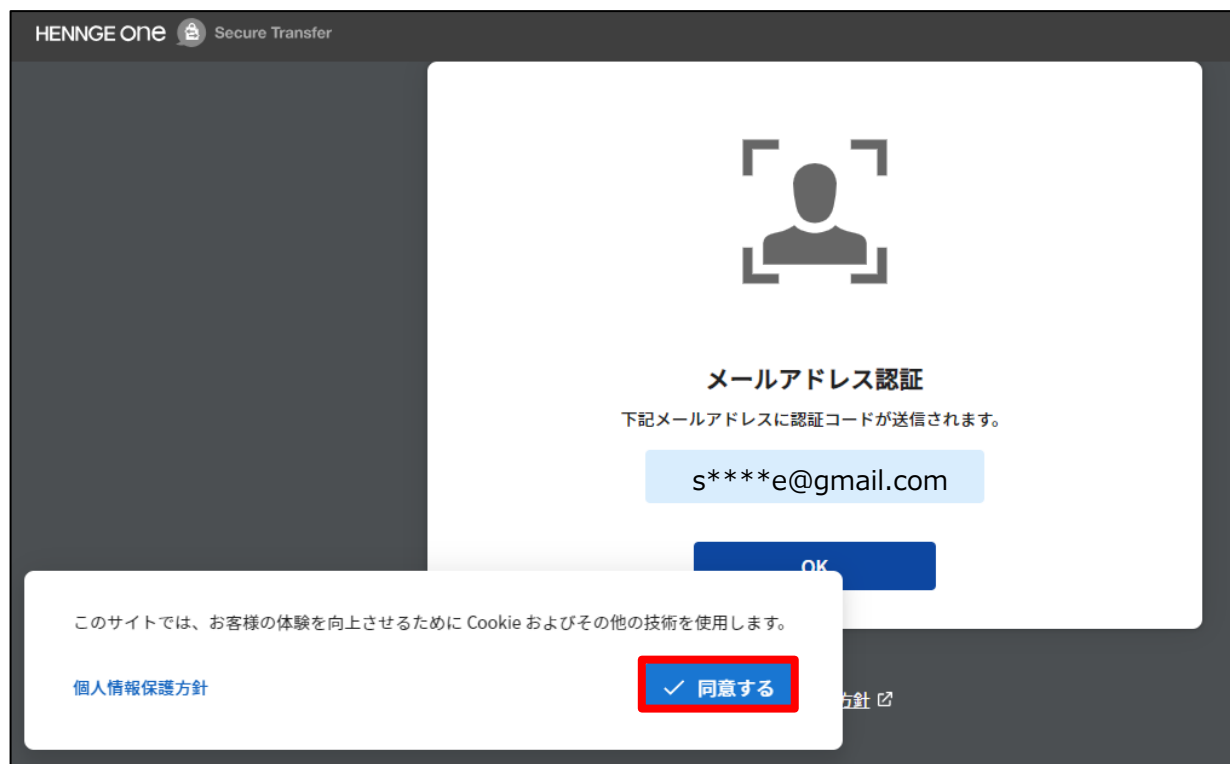 HENNGE One Secure Transfer
メールアドレス認証
下記メールアドレスに認証コードが送信されます。
s****e@gmail.com
OK
このサイトでは、お客様の体験を向上させるために Cookie およびその他の技術を使用します。
個人情報保護方針
同意する
方針